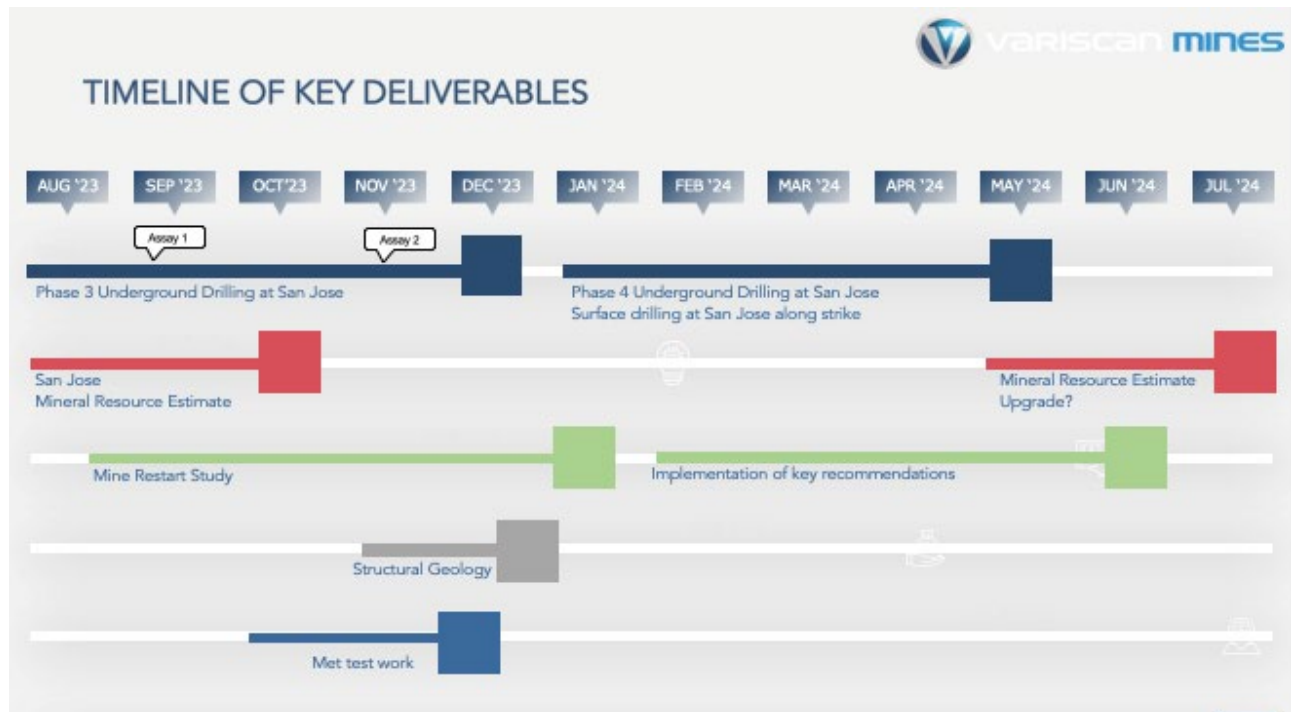 VARISCAN MINES
TIMELINE OF KEY DELIVERABLES
AUG '23 SEP '23 OCT'23 NOV '23 DEC '23 JAN '24 FEB '24 MAR '24 APR '24 MAY '24 JUN '24 JUL '24
Assay 1 Assay 2
Phase 3 Underground Drilling at San Jose
Phase 4 Underground Drilling at San Jose
Surface drilling at San Jose along strike
San Jose
Mineral Resource Estimate
Mineral Resource Estimate
Upgrade?
Mine Restart Study
Implementation of key recommendations
Structural Geology
Met test work